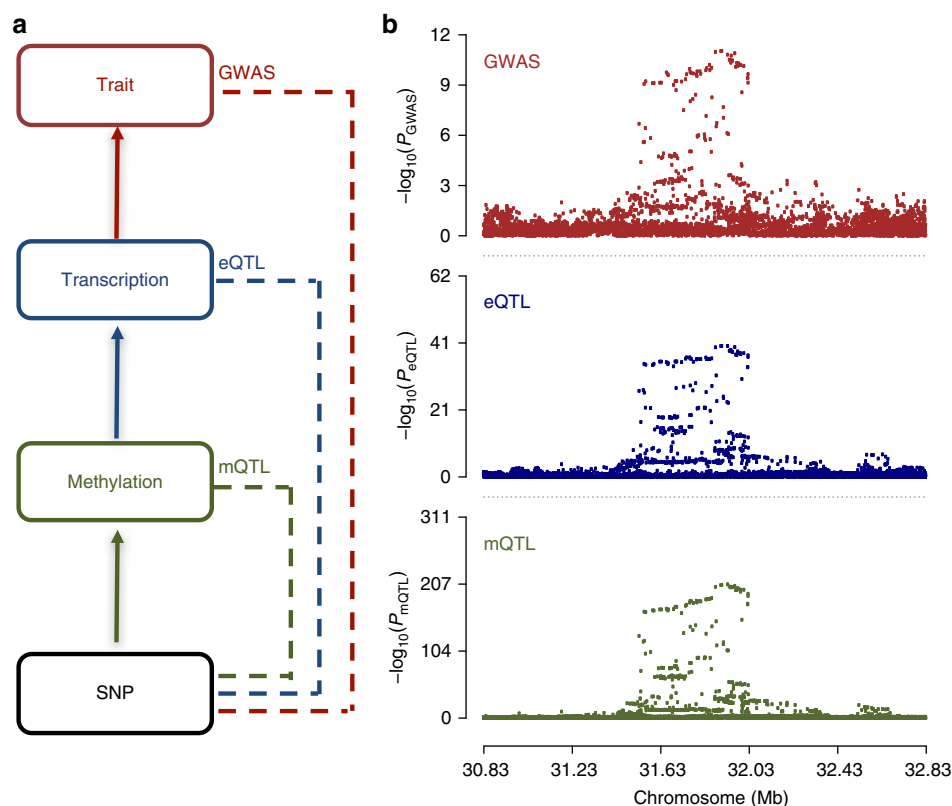 a
Trait
GWAS
Transcription
eQTL
Methylation
mQTL
SNP
b
GWAS
−log10(PGWAS)
12
9
6
3
0
eQTL
−log10(PeQTL)
62
41
21
0
mQTL
−log10(PmQTL)
311
207
104
0
30.83 31.23 31.63 32.03 32.43 32.83
Chromosome (Mb)